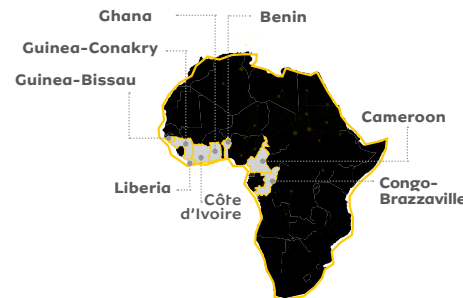 Ghana
Benin
Guinea-Conakry
Guinea-Bissau
Cameroon
Liberia
Côte
d'Ivoire
Congo-
Brazzaville